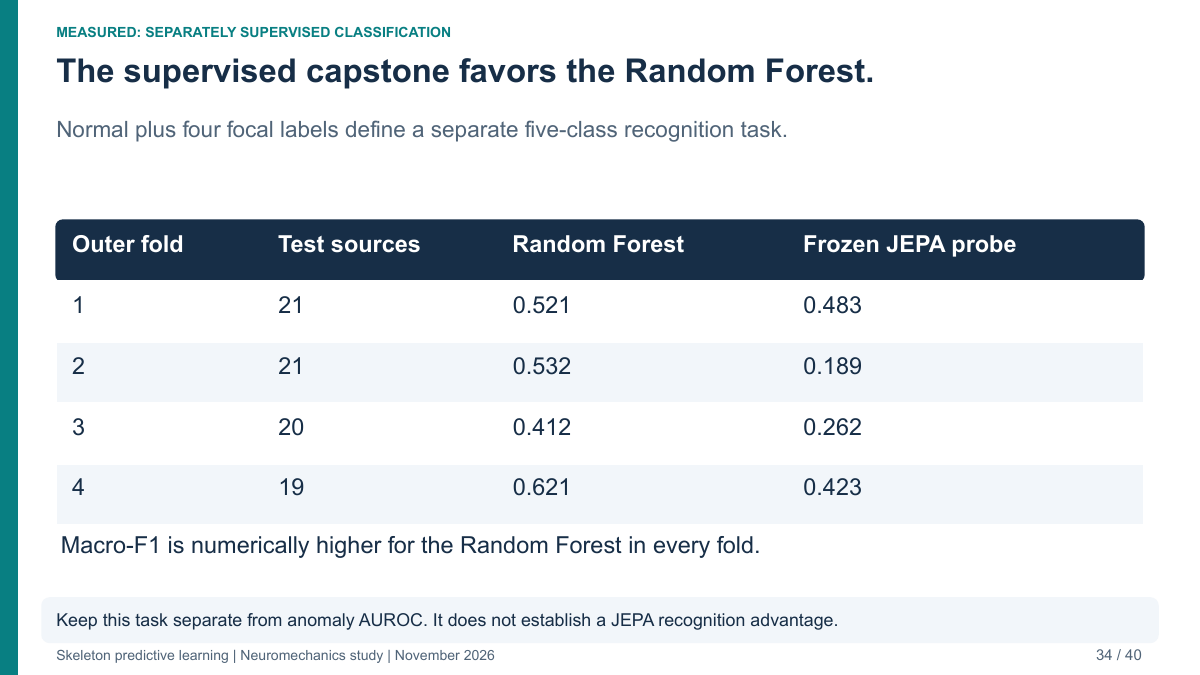 MEASURED: SEPARATELY SUPERVISED CLASSIFICATION
The supervised capstone favors the Random Forest.
Normal plus four focal labels define a separate five-class recognition task.
Outer fold Test sources Random Forest Frozen JEPA probe
1 21 0.521 0.483
2 21 0.532 0.189
3 20 0.412 0.262
4 19 0.621 0.423
Macro-F1 is numerically higher for the Random Forest in every fold.
Keep this task separate from anomaly AUROC. It does not establish a JEPA recognition advantage.
Skeleton predictive learning | Neuromechanics study | November 2026 34 / 40